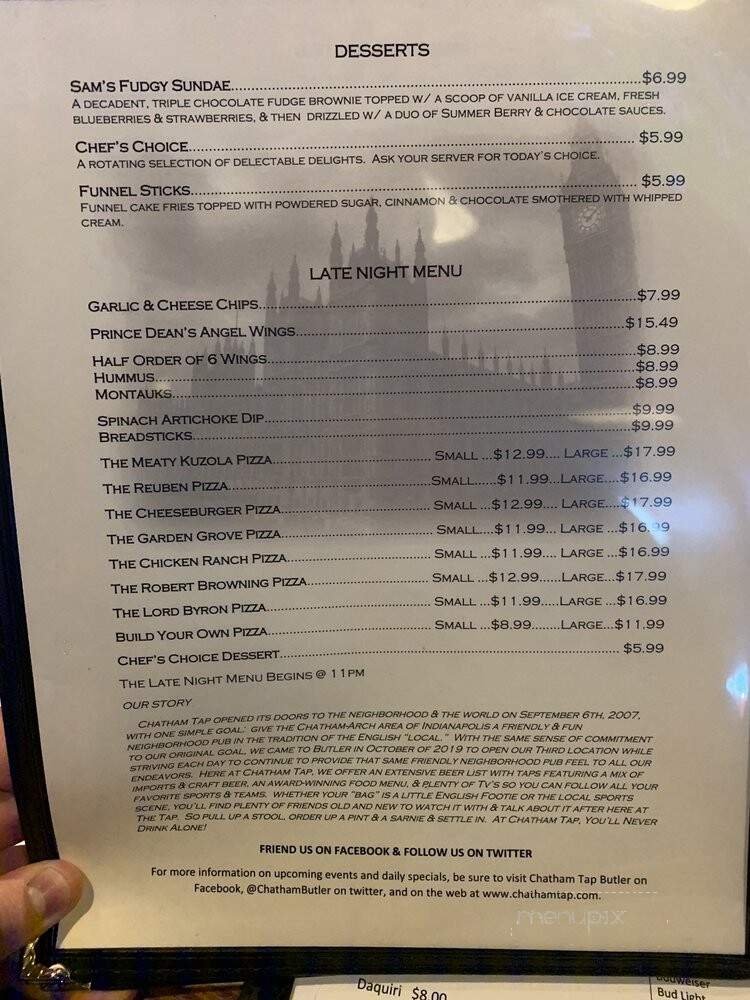 DESSERTS
SAM'S FUDGY SUNDAE..........$6.99
A DECADENT, TRIPLE CHOCOLATE FUDGE BROWNIE TOPPED W/ A SCOOP OF VANILLA ICE CREAM, FRESH
BLUEBERRIES & STRAWBERRIES, & THEN DRIZZLED W/ A DUO OF SUMMER BERRY & CHOCOLATE SAUCES.
CHEF'S CHOICE.......... $5.99
A ROTATING SELECTION OF DELECTABLE DELIGHTS. ASK YOUR SERVER FOR TODAY'S CHOICE.
FUNNEL STICKS.......... $5.99
FUNNEL CAKE FRIES TOPPED WITH POWDERED SUGAR, CINNAMON & CHOCOLATE SMOTHERED WITH WHIPPED
CREAM.
LATE NIGHT MENU
GARLIC & CHEESE CHIPS..........$7.99
PRINCE DEAN'S ANGEL WINGS..........$15.49
HALF ORDER OF 6 WINGS..........$8.99
HUMMUS..........$8.99
MONTAUKS..........$8.99
SPINACH ARTICHOKE DIP..........$9.99
BREADSTICKS..........$9.99
THE MEATY KUZOLA PIZZA.......... SMALL ...$12.99.... LARGE ...$17.99
THE REUBEN PIZZA..........SMALL......$11.99...LARGE....$16.99
THE CHEESEBURGER PIZZA.......... SMALL ...$12.99.... LARGE....$17.99
THE GARDEN GROVE PIZZA.......... SMALL....$11.99... LARGE ...$16.99
THE CHICKEN RANCH PIZZA.......... SMALL ...$11.99.... LARGE ...$16.99
THE ROBERT BROWNING PIZZA.......... SMALL ...$12.99......LARGE...$17.99
THE LORD BYRON PIZZA.......... SMALL ...$11.99.....LARGE ...$16.99
BUILD YOUR OWN PIZZA.......... SMALL ...$8.99........LARGE...$11.99
CHEF'S CHOICE DESSERT.......... $5.99
THE LATE NIGHT MENU BEGINS @ 11PM
OUR STORY
CHATHAM TAP OPENED ITS DOORS TO THE NEIGHBORHOOD & THE WORLD ON SEPTEMBER 6TH, 2007,
WITH ONE SIMPLE GOAL: GIVE THE CHATHAM-ARCH AREA OF INDIANAPOLIS A FRIENDLY & FUN
NEIGHBORHOOD PUB IN THE TRADITION OF THE ENGLISH "LOCAL." WITH THE SAME SENSE OF COMMITMENT
TO OUR ORIGINAL GOAL, WE CAME TO BUTLER IN OCTOBER OF 2019 TO OPEN OUR THIRD LOCATION WHILE
STRIVING EACH DAY TO CONTINUE TO PROVIDE THAT SAME FRIENDLY NEIGHBORHOOD PUB FEEL TO ALL OUR
ENDEAVORS. HERE AT CHATHAM TAP, WE OFFER AN EXTENSIVE BEER LIST WITH TAPS FEATURING A MIX OF
IMPORTS & CRAFT BEER, AN AWARD-WINNING FOOD MENU, & PLENTY OF TV'S SO YOU CAN FOLLOW ALL YOUR
FAVORITE SPORTS & TEAMS. WHETHER YOUR "BAG" IS A LITTLE ENGLISH FOOTIE OR THE LOCAL SPORTS
SCENE, YOU'LL FIND PLENTY OF FRIENDS OLD AND NEW TO WATCH IT WITH & TALK ABOUT IT AFTER HERE AT
THE TAP. SO PULL UP A STOOL, ORDER UP A PINT & A SARNIE & SETTLE IN. AT CHATHAM TAP, YOU'LL NEVER
DRINK ALONE!
FRIEND US ON FACEBOOK & FOLLOW US ON TWITTER
For more information on upcoming events and daily specials, be sure to visit Chatham Tap Butler on
Facebook, @ChathamButler on twitter, and on the web at www.chathamtap.com.
menupix
Daquiri $8.00
Budweiser
Bud Light